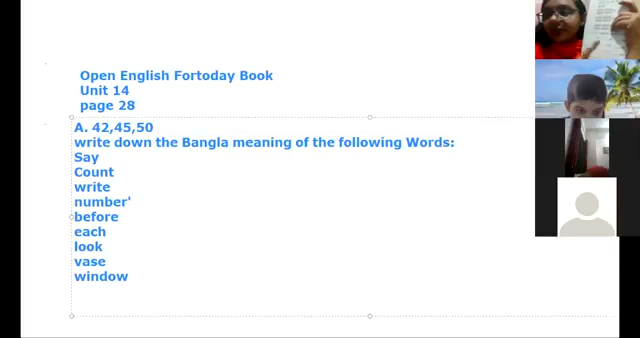 Open English Fortoday Book
Unit 14
page 28
A. 42,45,50
write down the Bangla meaning of the following Words:
Say
Count
write
number'
before
each
look
vase
window